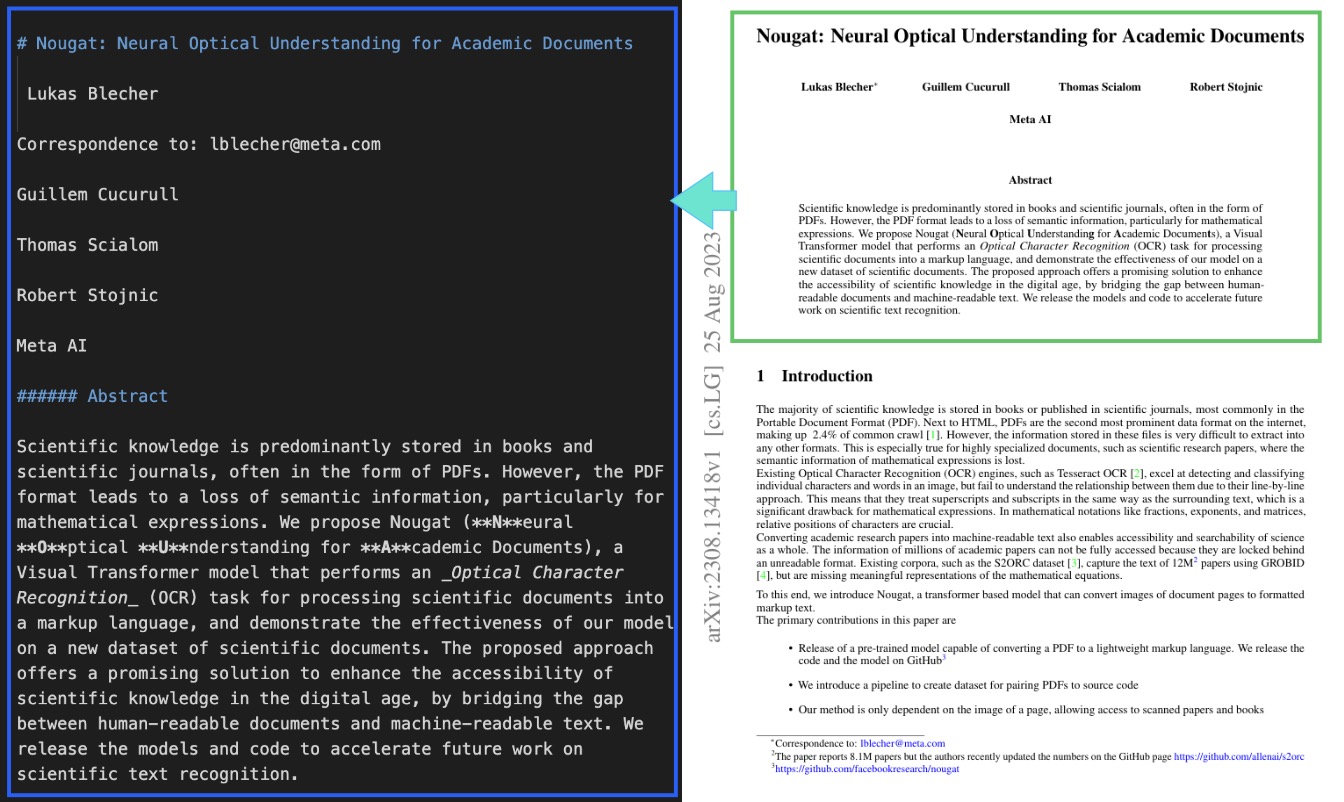 # Nougat: Neural Optical Understanding for Academic Documents
Lukas Blecher
Correspondence to: lblecher@meta.com
Guillem Cucurull
Thomas Scialom
Robert Stojnic
Meta AI
###### Abstract
Scientific knowledge is predominantly stored in books and
scientific journals, often in the form of PDFs. However, the PDF
format leads to a loss of semantic information, particularly for
mathematical expressions. We propose Nougat (**N**eural
**O**ptical **U**nderstanding for **A**cademic Documents), a
Visual Transformer model that performs an _Optical Character
Recognition_ (OCR) task for processing scientific documents into
a markup language, and demonstrate the effectiveness of our model
on a new dataset of scientific documents. The proposed approach
offers a promising solution to enhance the accessibility of
scientific knowledge in the digital age, by bridging the gap
between human-readable documents and machine-readable text. We
release the models and code to accelerate future work on
scientific text recognition.
arXiv:2308.13418v1 [cs.LG] 25 Aug 2023
Nougat: Neural Optical Understanding for Academic Documents
Lukas Blecher* Guillem Cucurull Thomas Scialom Robert Stojnic
Meta AI
Abstract
Scientific knowledge is predominantly stored in books and scientific journals, often in the form of
PDFs. However, the PDF format leads to a loss of semantic information, particularly for mathematical
expressions. We propose Nougat (Neural Optical Understanding for Academic Documents), a Visual
Transformer model that performs an Optical Character Recognition (OCR) task for processing
scientific documents into a markup language, and demonstrate the effectiveness of our model on a
new dataset of scientific documents. The proposed approach offers a promising solution to enhance
the accessibility of scientific knowledge in the digital age, by bridging the gap between human-
readable documents and machine-readable text. We release the models and code to accelerate future
work on scientific text recognition.
1 Introduction
The majority of scientific knowledge is stored in books or published in scientific journals, most commonly in the
Portable Document Format (PDF). Next to HTML, PDFs are the second most prominent data format on the internet,
making up 2.4% of common crawl [1]. However, the information stored in these files is very difficult to extract into
any other formats. This is especially true for highly specialized documents, such as scientific research papers, where the
semantic information of mathematical expressions is lost.
Existing Optical Character Recognition (OCR) engines, such as Tesseract OCR [2], excel at detecting and classifying
individual characters and words in an image, but fail to understand the relationship between them due to their line-by-line
approach. This means that they treat superscripts and subscripts in the same way as the surrounding text, which is a
significant drawback for mathematical expressions. In mathematical notations like fractions, exponents, and matrices,
relative positions of characters are crucial.
Converting academic research papers into machine-readable text also enables accessibility and searchability of science
as a whole. The information of millions of academic papers can not be fully accessed because they are locked behind
an unreadable format. Existing corpora, such as the S2ORC dataset [3], capture the text of 12M² papers using GROBID
[4], but are missing meaningful representations of the mathematical equations.
To this end, we introduce Nougat, a transformer based model that can convert images of document pages to formatted
markup text.
The primary contributions in this paper are
• Release of a pre-trained model capable of converting a PDF to a lightweight markup language. We release the
code and the model on GitHub³
• We introduce a pipeline to create dataset for pairing PDFs to source code
• Our method is only dependent on the image of a page, allowing access to scanned papers and books
*Correspondence to: lblecher@meta.com
²The paper reports 8.1M papers but the authors recently updated the numbers on the GitHub page https://github.com/allenai/s2orc
³https://github.com/facebookresearch/nougat